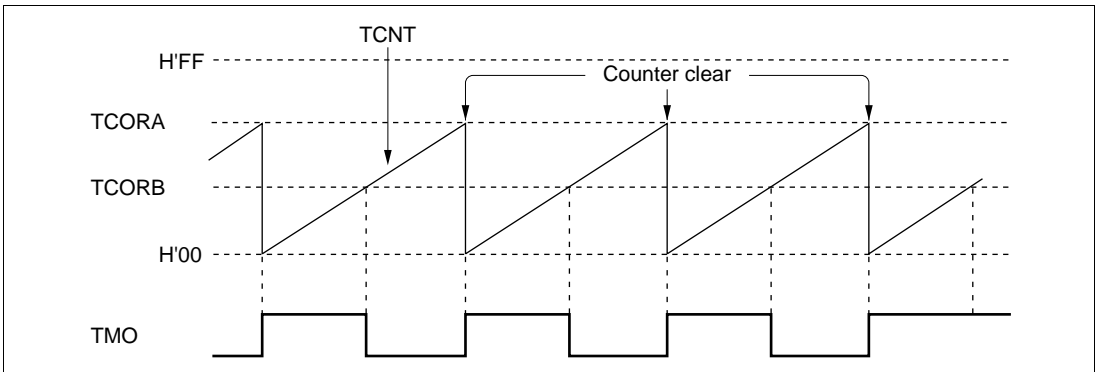 TCNT
H'FF
Counter clear
TCORA
TCORB
H'00
TMO